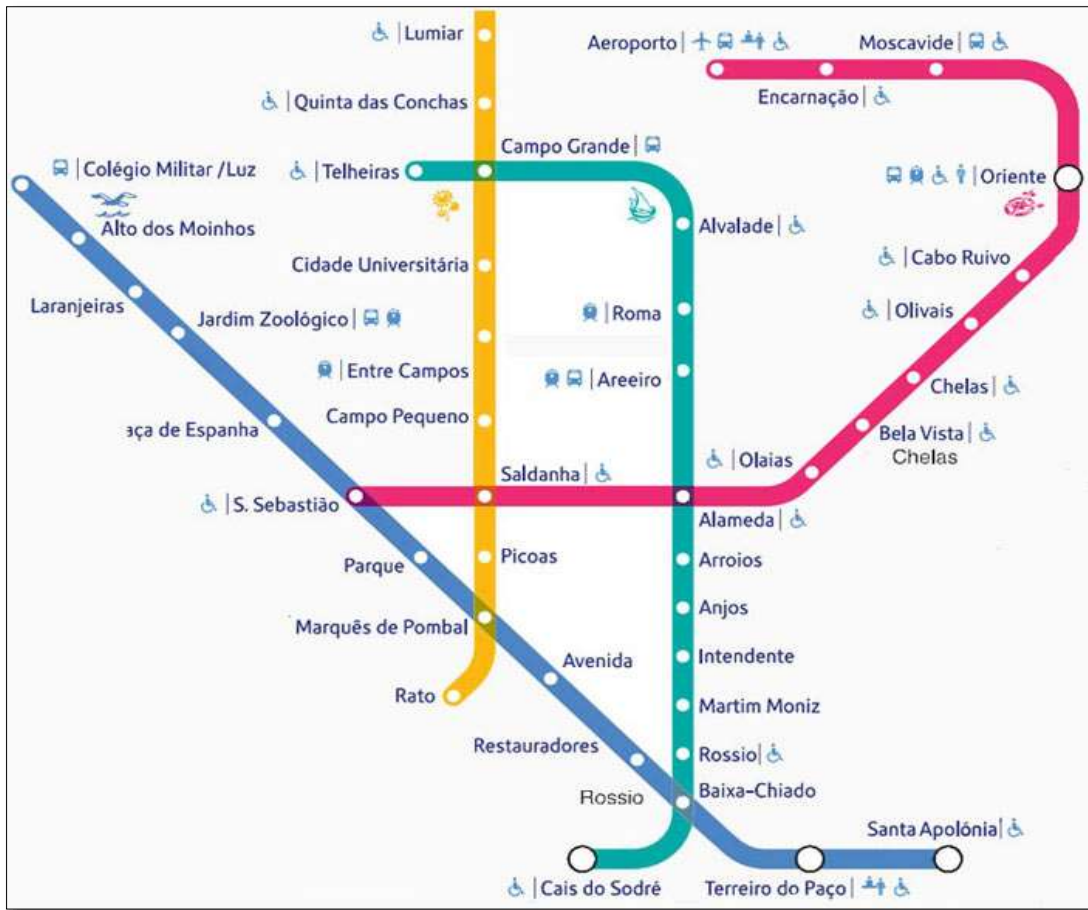 Lumiar
Aeroporto
Moscavide
Quinta das Conchas
Encarnação
Campo Grande
Colégio Militar /Luz
Telheiras
Oriente
Alto dos Moinhos
Alvalade
Cidade Universitária
Cabo Ruivo
Laranjeiras
Jardim Zoológico
Roma
Olivais
Entre Campos
Areeiro
Chelas
Campo Pequeno
aça de Espanha
Bela Vista
Chelas
Olaias
Saldanha
S. Sebastião
Alameda
Parque
Picoas
Arroios
Anjos
Marquês de Pombal
Avenida
Intendente
Rato
Martim Moniz
Restauradores
Rossio
Rossio
Baixa-Chiado
Santa Apolónia
Cais do Sodré
Terreiro do Paço